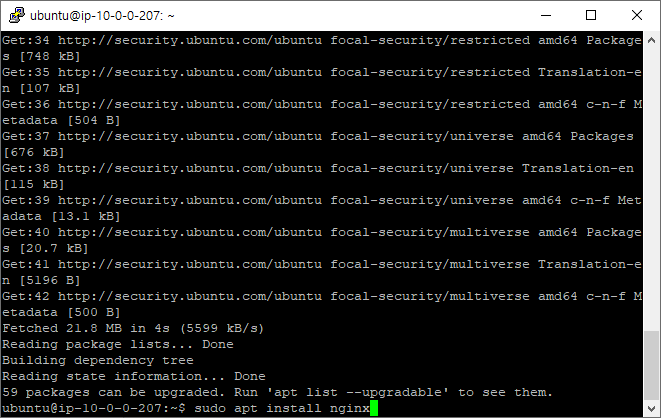 ubuntu@ip-10-0-0-207: ~
Get:34 http://security.ubuntu.com/ubuntu focal-security/restricted amd64 Package
s [748 kB]
Get:35 http://security.ubuntu.com/ubuntu focal-security/restricted Translation-e
n [107 kB]
Get:36 http://security.ubuntu.com/ubuntu focal-security/restricted amd64 c-n-f M
etadata [504 B]
Get:37 http://security.ubuntu.com/ubuntu focal-security/universe amd64 Packages
[676 kB]
Get:38 http://security.ubuntu.com/ubuntu focal-security/universe Translation-en
[115 kB]
Get:39 http://security.ubuntu.com/ubuntu focal-security/universe amd64 c-n-f Met
adata [13.1 kB]
Get:40 http://security.ubuntu.com/ubuntu focal-security/multiverse amd64 Package
s [20.7 kB]
Get:41 http://security.ubuntu.com/ubuntu focal-security/multiverse Translation-e
n [5196 B]
Get:42 http://security.ubuntu.com/ubuntu focal-security/multiverse amd64 c-n-f M
etadata [500 B]
Fetched 21.8 MB in 4s (5599 kB/s)
Reading package lists... Done
Building dependency tree
Reading state information... Done
59 packages can be upgraded. Run 'apt list --upgradable' to see them.
ubuntu@ip-10-0-0-207:~$ sudo apt install nginx